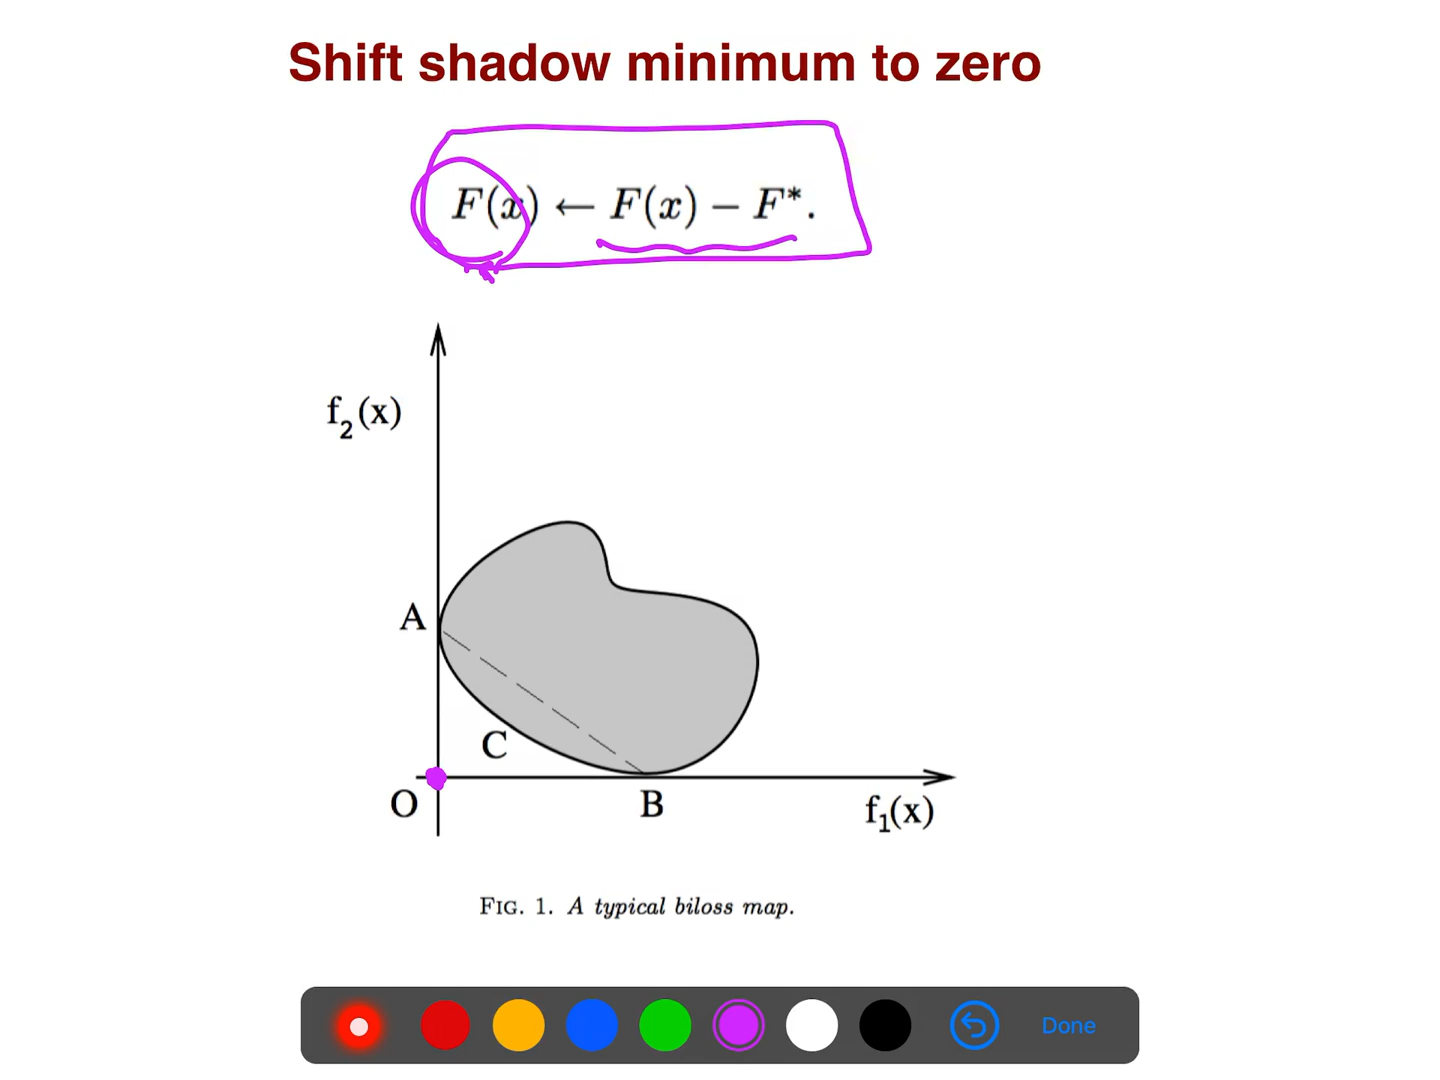 Shift shadow minimum to zero
F(x) ← F(x) − F*.
f₂(x)
A
C
O
B
f₁(x)
FIG. 1. A typical biloss map.
Done